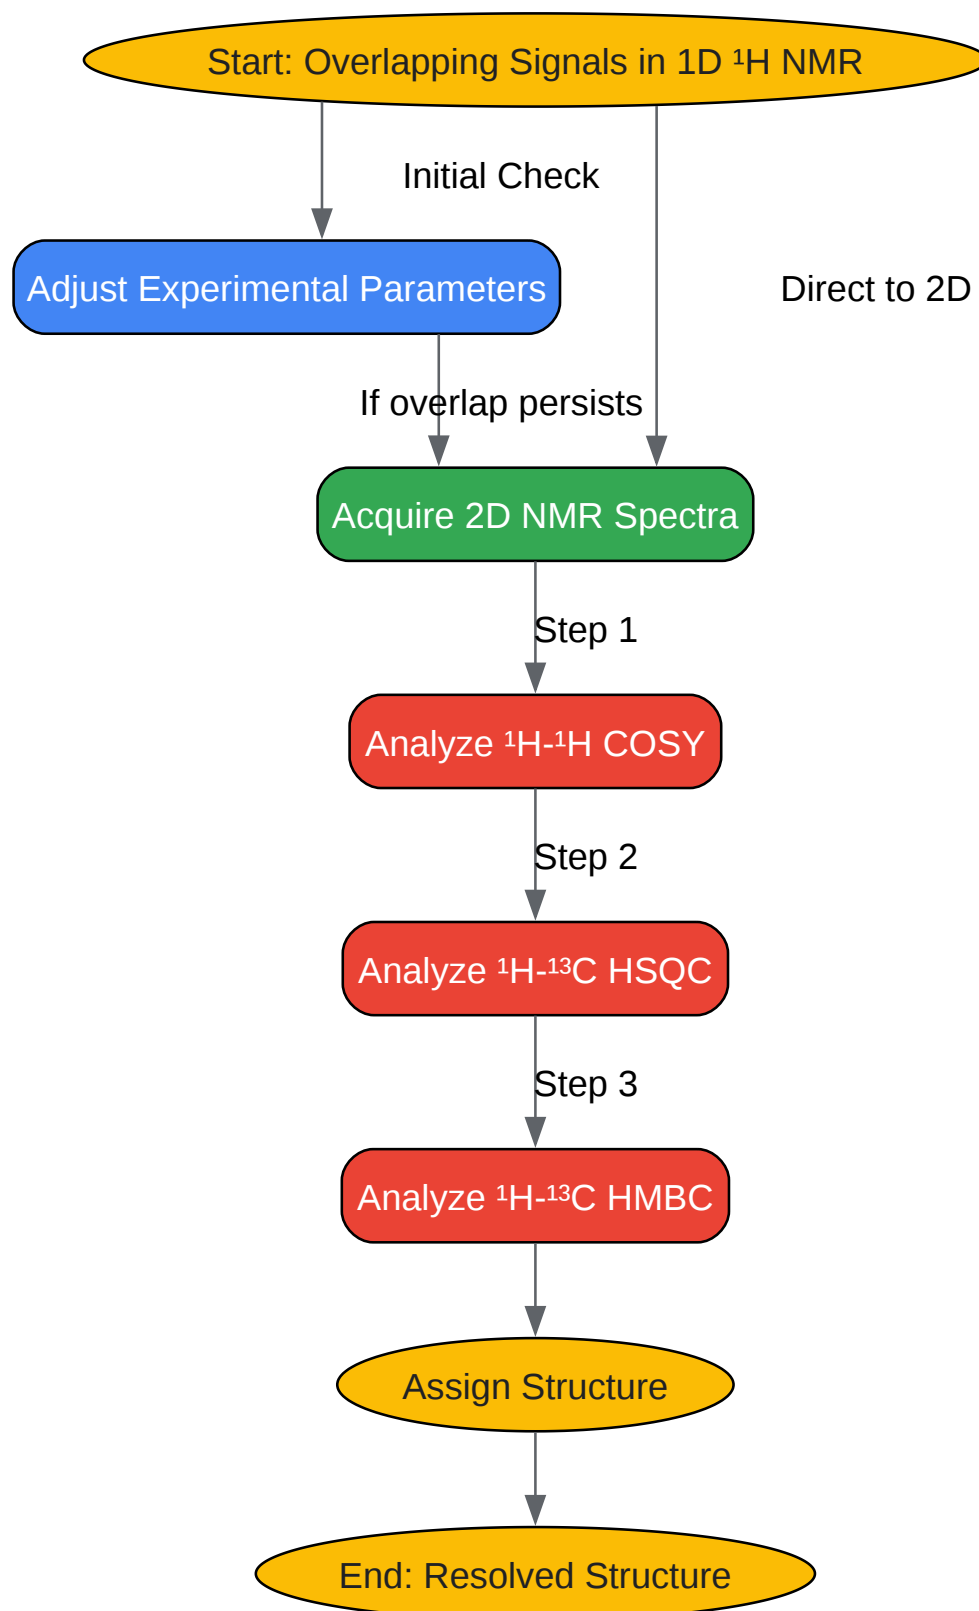 Start: Overlapping Signals in 1D ¹H NMR
Initial Check
Adjust Experimental Parameters
Direct to 2D
If overlap persists
Acquire 2D NMR Spectra
Step 1
Analyze ¹H-¹H COSY
Step 2
Analyze ¹H-¹³C HSQC
Step 3
Analyze ¹H-¹³C HMBC
Assign Structure
End: Resolved Structure